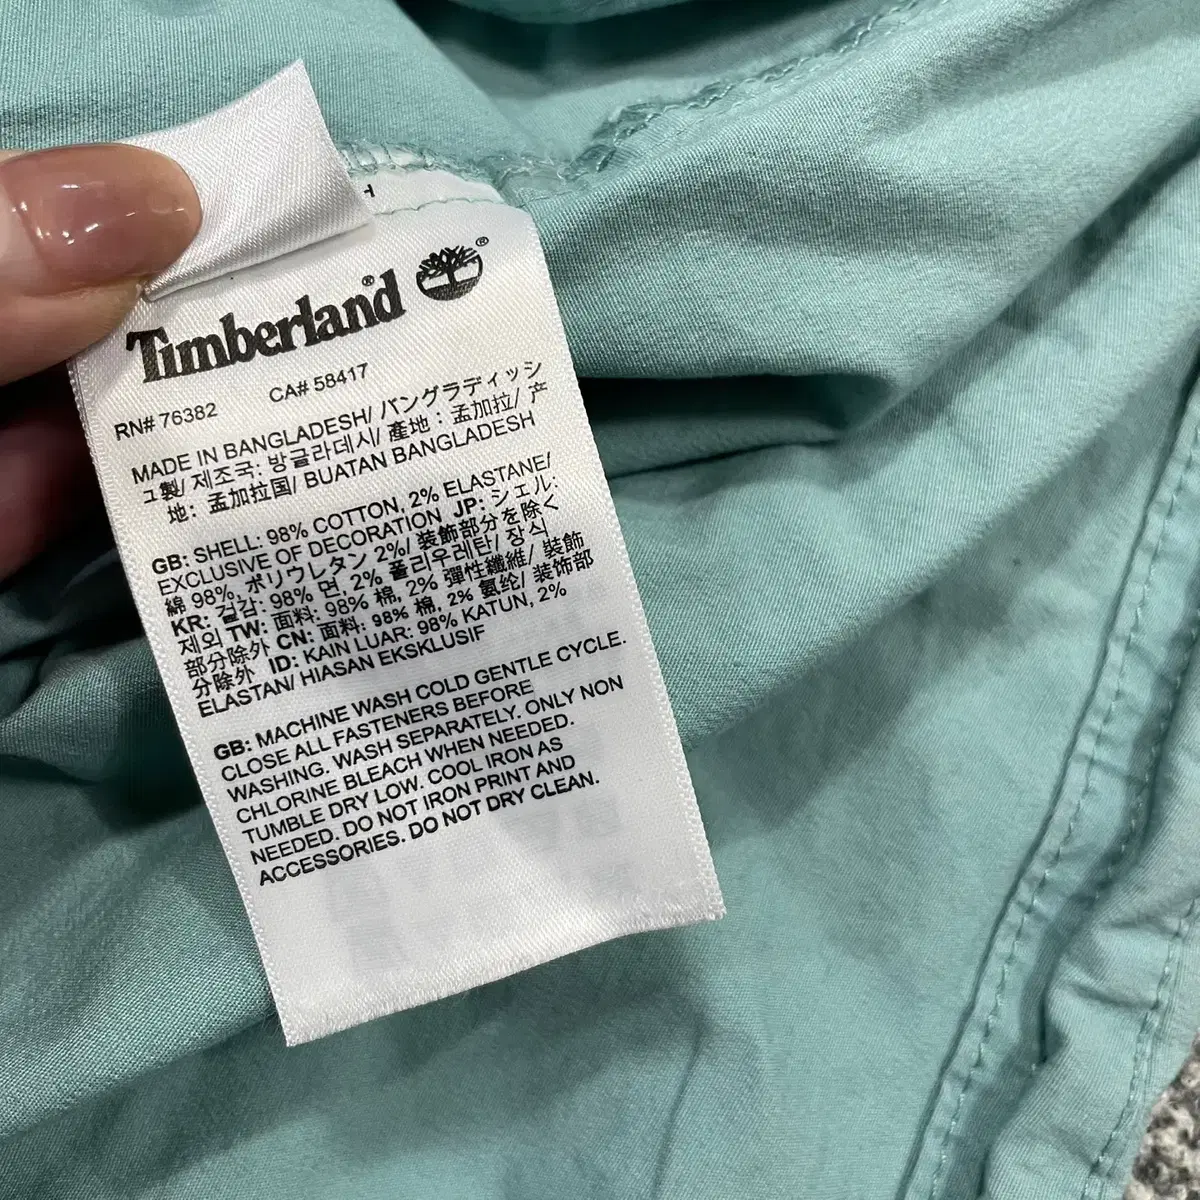 H
Timberland®
®
RN# 76382 CA# 58417
MADE IN BANGLADESH/ バングラディッシ
ュ製/ 제조국: 방글라데시/ 產地：孟加拉/ 产
地: 孟加拉国/ BUATAN BANGLADESH
GB: SHELL: 98% COTTON, 2% ELASTANE/
EXCLUSIVE OF DECORATION JP: シェル:
綿 98%, ポリウレタン 2%/ 装飾部分を除く
KR: 겉감: 98% 면, 2% 폴리우레탄/ 장식
제외 TW: 面料: 98% 棉, 2% 彈性纖維/ 裝飾
部分除外 CN: 面料: 98% 棉, 2% 氨纶/ 装饰部
分除外 ID: KAIN LUAR: 98% KATUN, 2%
ELASTAN/ HIASAN EKSKLUSIF
GB: MACHINE WASH COLD GENTLE CYCLE.
CLOSE ALL FASTENERS BEFORE
WASHING. WASH SEPARATELY. ONLY NON
CHLORINE BLEACH WHEN NEEDED.
TUMBLE DRY LOW. COOL IRON AS
NEEDED. DO NOT IRON PRINT AND
ACCESSORIES. DO NOT DRY CLEAN.